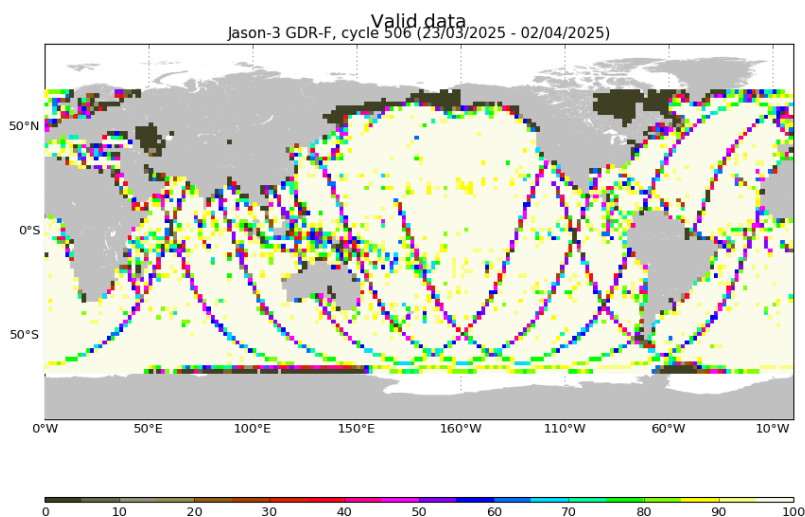 Valid data
Jason-3 GDR-F, cycle 506 (23/03/2025 - 02/04/2025)
50°N
0°S
50°S
0°W 50°E 100°E 150°E 160°W 110°W 60°W 10°W
0 10 20 30 40 50 60 70 80 90 100